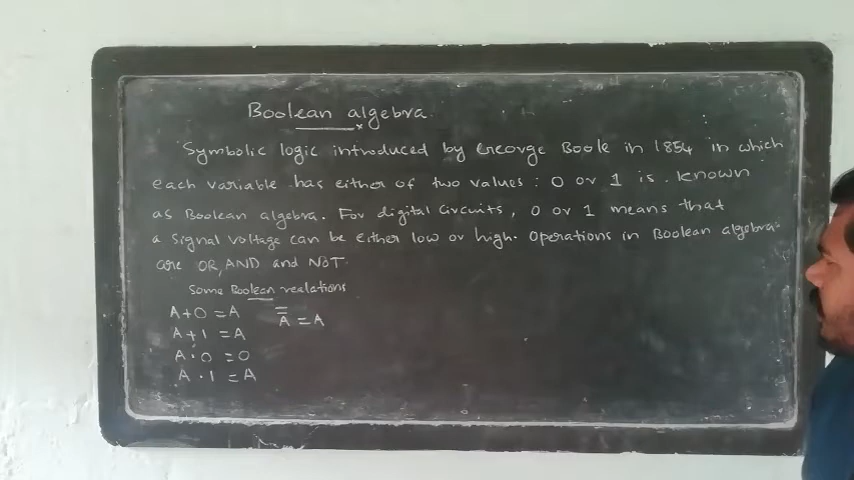 Boolean algebra
Symbolic logic introduced by George Boole in 1854 in which
each variable has either of two values : 0 or 1 is known
as Boolean algebra. For digital circuits, 0 or 1 means that
a signal voltage can be either low or high. Operations in Boolean algebra
are OR, AND and NOT.
Some Boolean realations
A+0 =A
A̿ = A
A+1 =A
A·0 =0
A·1 =A